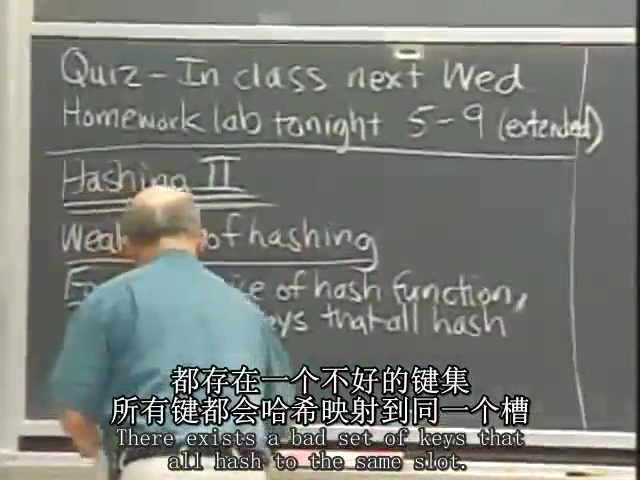 Quiz - In class next Wed
Homework lab tonight 5-9 (extended)
Hashing II
of hashing
of hash function,
that all hash
都存在一个不好的键集
所有键都会哈希映射到同一个槽
There exists a bad set of keys that
all hash to the same slot.